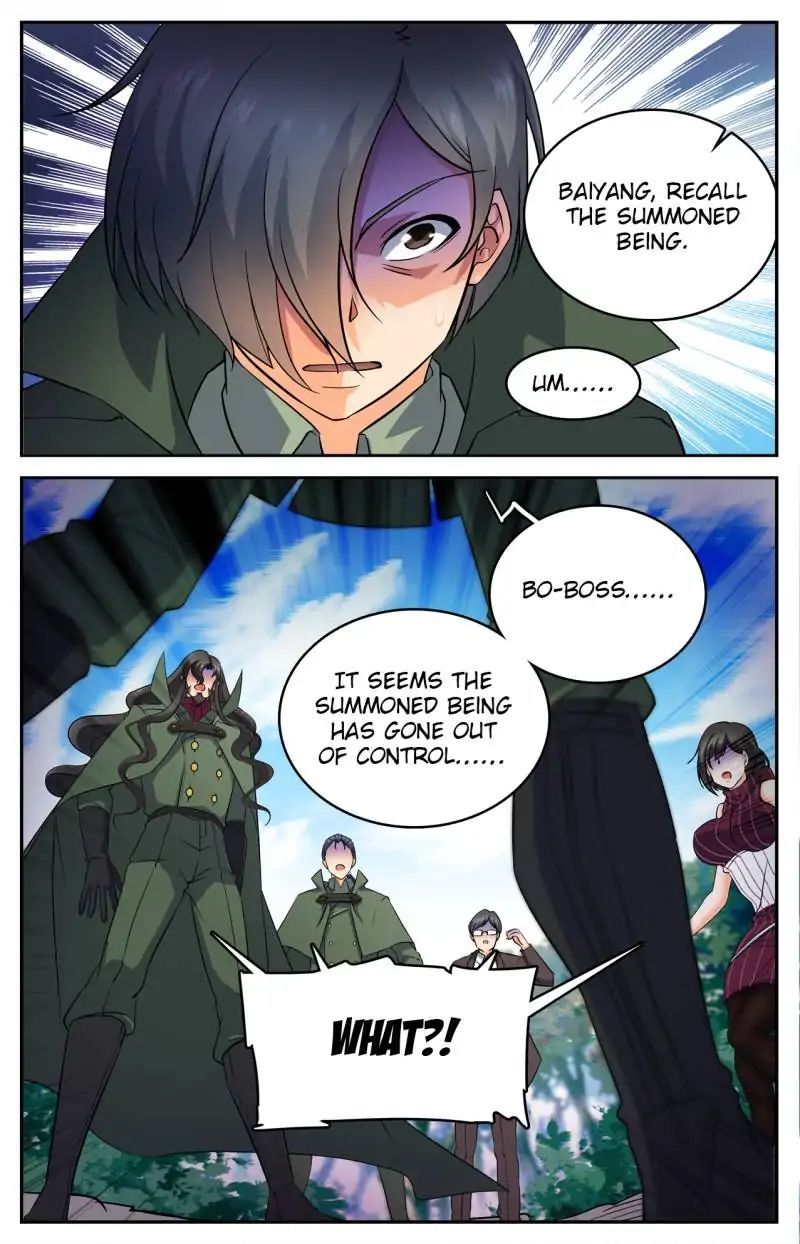 BAIYANG, RECALL
THE SUMMONED
BEING.
UM......
BO-BOSS......
IT SEEMS THE
SUMMONED BEING
HAS GONE OUT
OF CONTROL......
WHAT?!